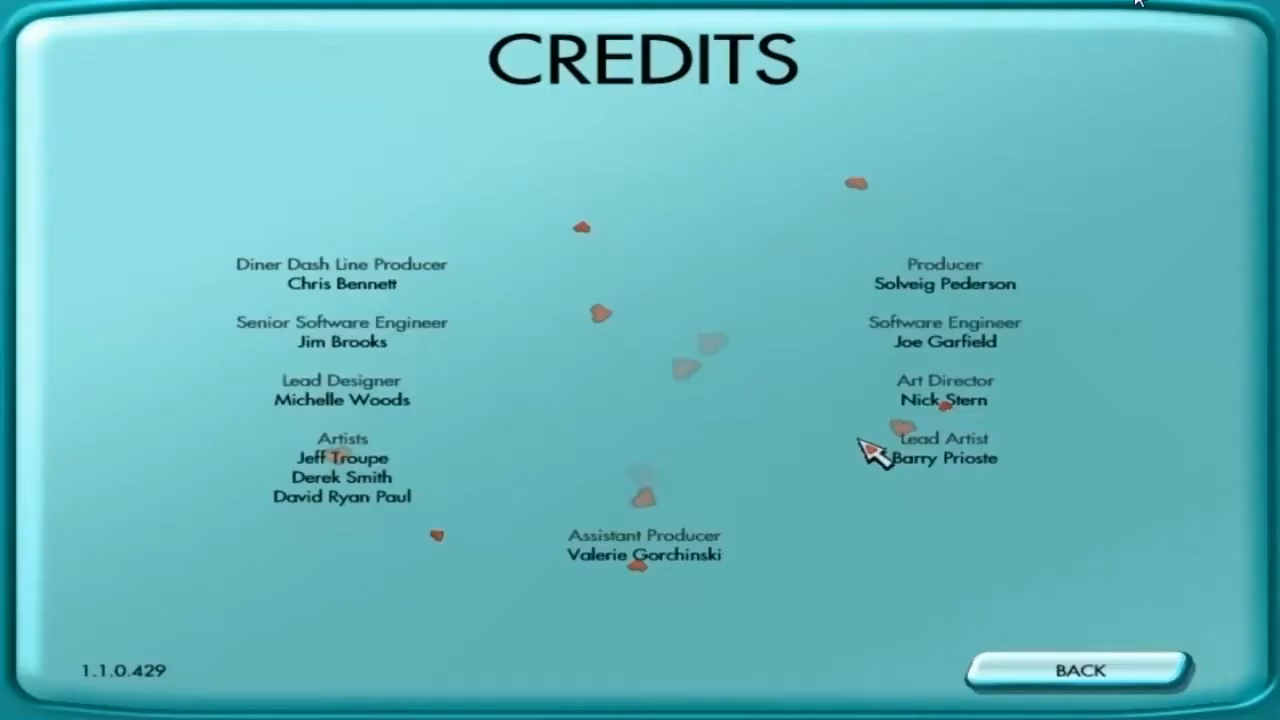 CREDITS
Diner Dash Line Producer
Chris Bennett
Senior Software Engineer
Jim Brooks
Lead Designer
Michelle Woods
Artists
Jeff Troupe
Derek Smith
David Ryan Paul
Producer
Solveig Pederson
Software Engineer
Joe Garfield
Art Director
Nick Stern
Lead Artist
Barry Prioste
Assistant Producer
Valerie Gorchinski
1.1.0.429
BACK